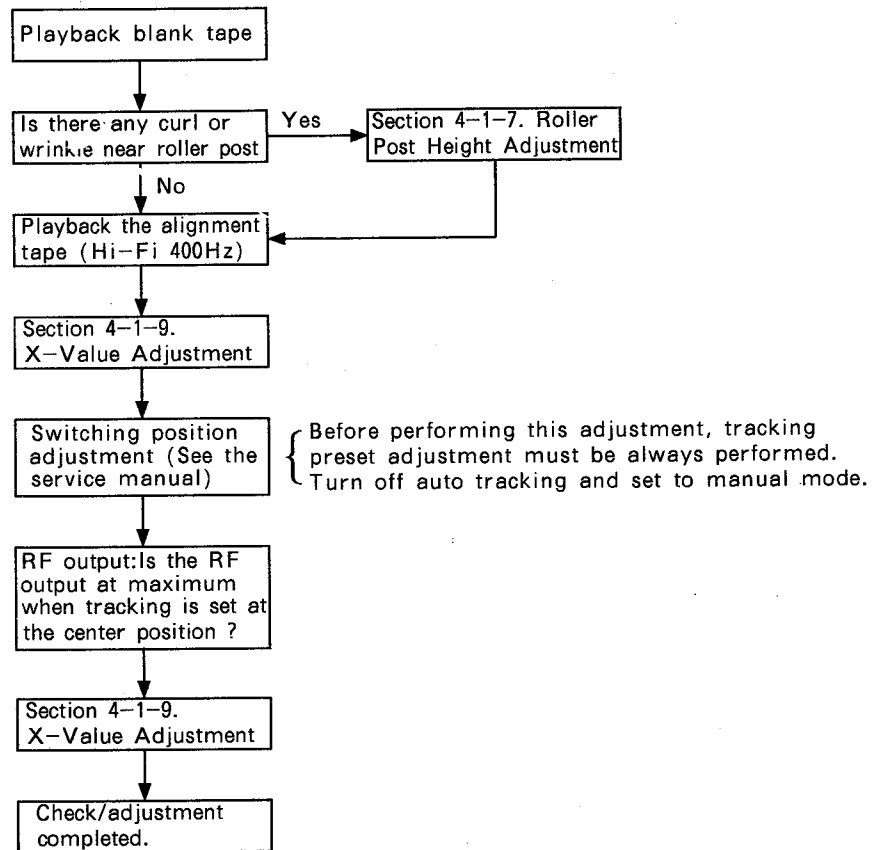 Playback blank tape
Is there any curl or
wrinkle near roller post
Yes
Section 4-1-7. Roller
Post Height Adjustment
No
Playback the alignment
tape (Hi-Fi 400Hz)
Section 4-1-9.
X-Value Adjustment
Switching position
adjustment (See the
service manual)
Before performing this adjustment, tracking
preset adjustment must be always performed.
Turn off auto tracking and set to manual mode.
RF output:Is the RF
output at maximum
when tracking is set at
the center position ?
Section 4-1-9.
X-Value Adjustment
Check/adjustment
completed.